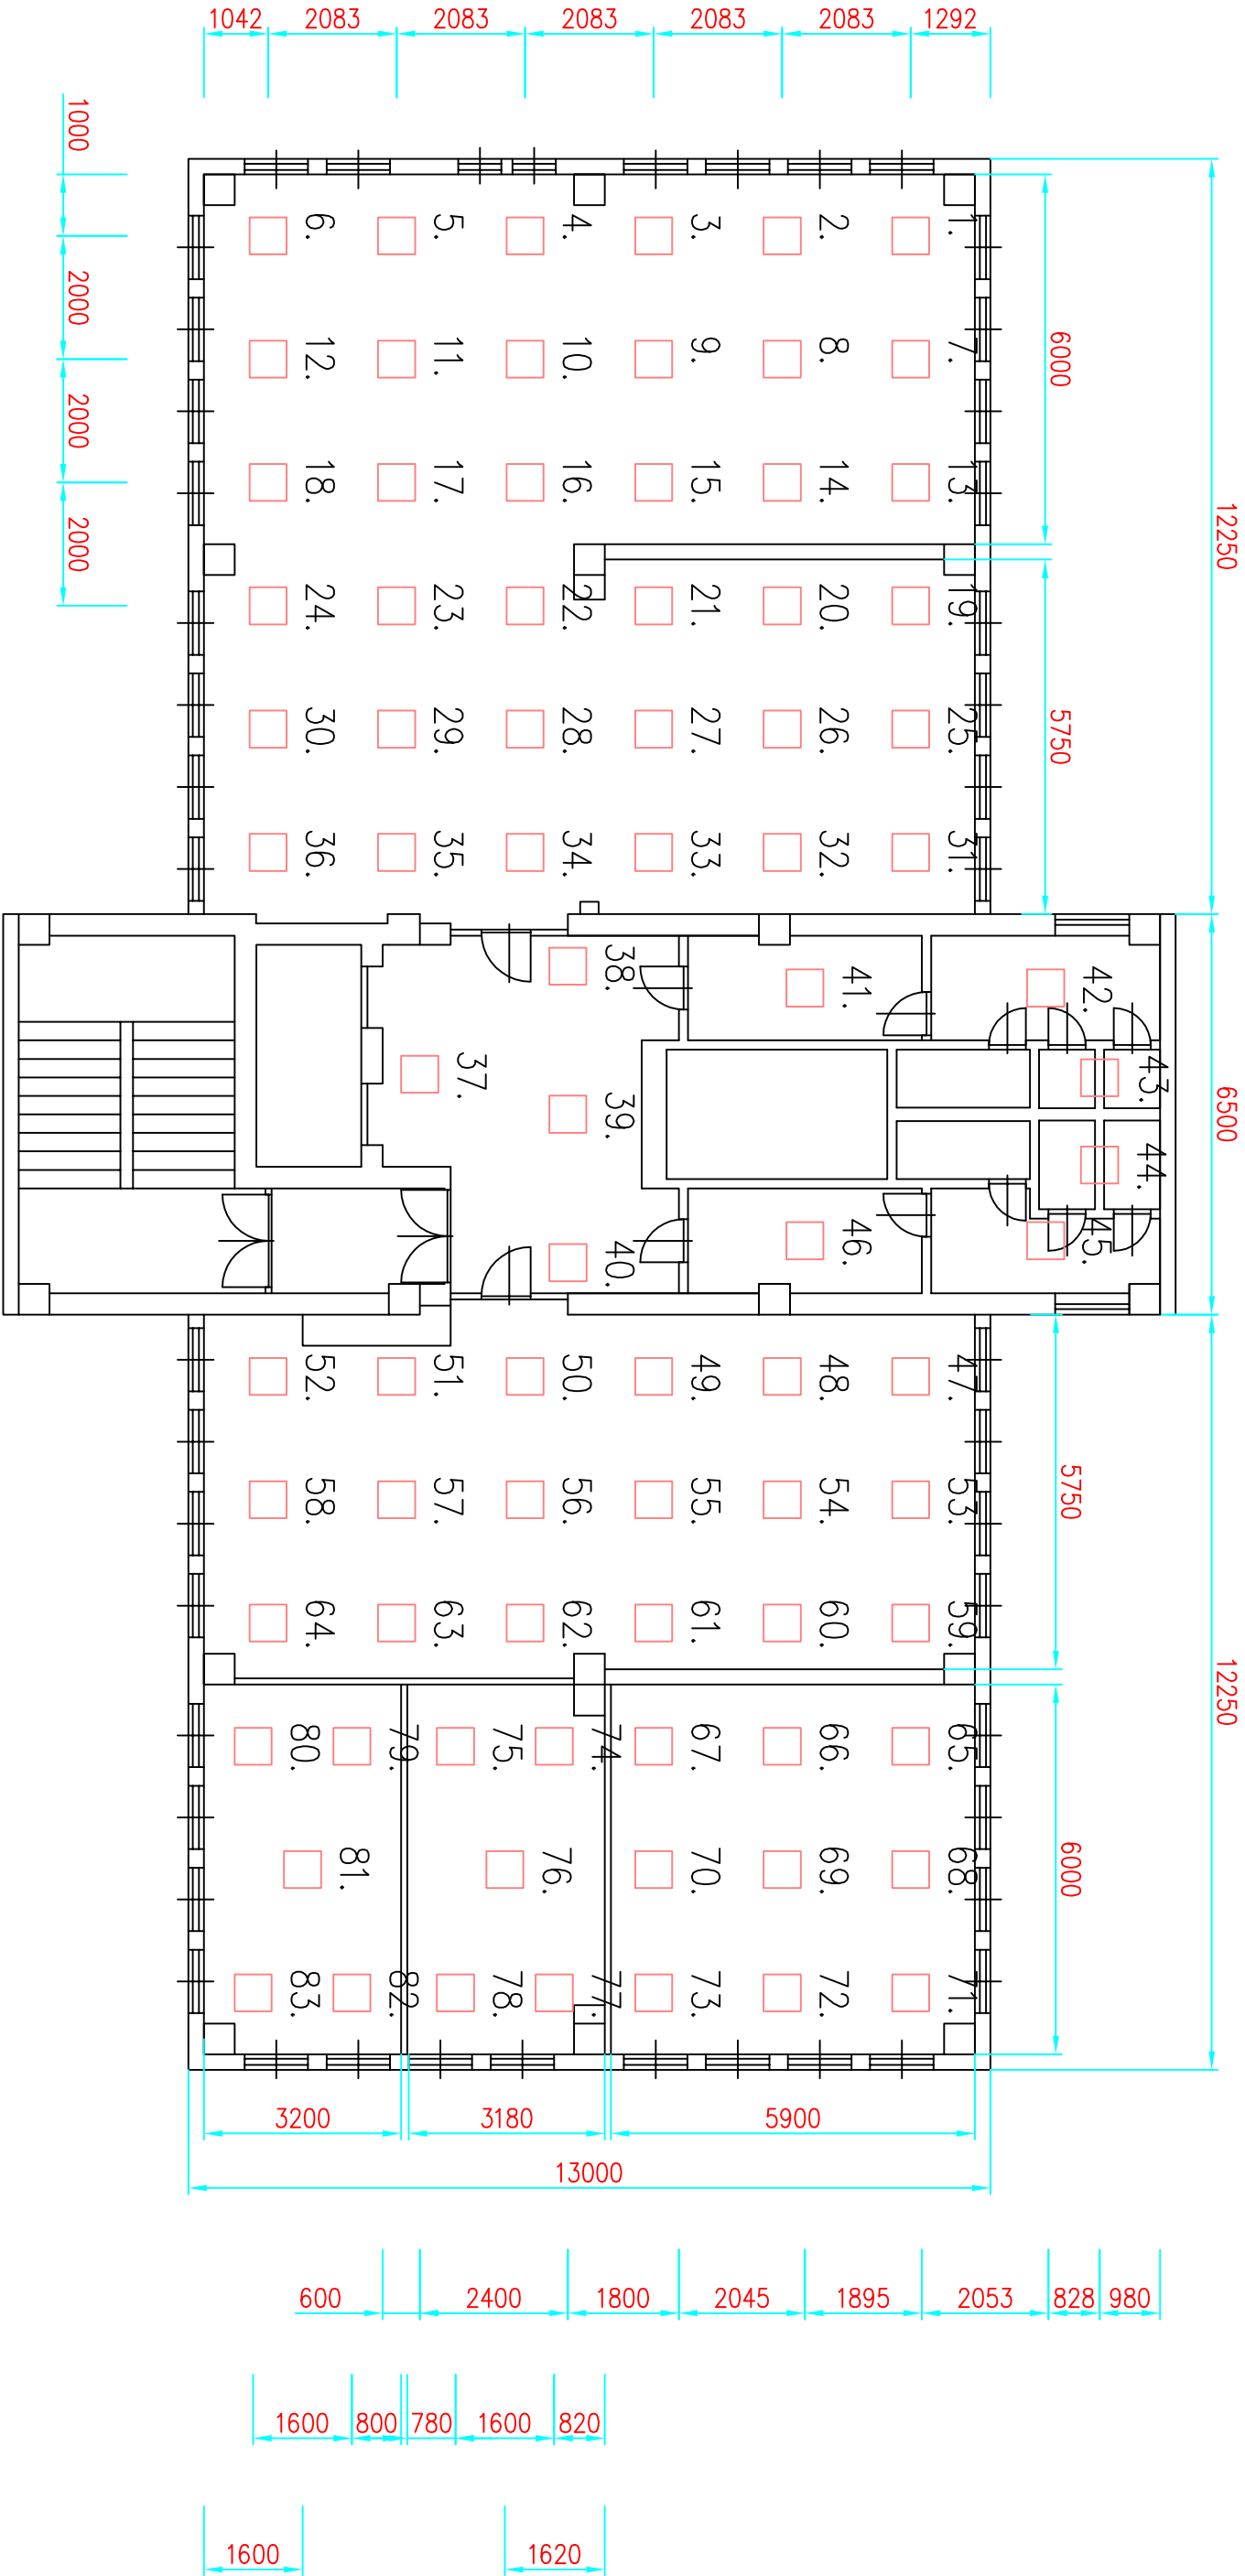 1042 2083 2083 2083 2083 2083 1292
1000
2000
2000
2000
12250
6000
5750
6500
5750
12250
6000
6. 5. 4. 3. 2. 1.
12. 11. 10. 9. 8. 7.
18. 17. 16. 15. 14. 13.
24. 23. 22. 21. 20. 19.
30. 29. 28. 27. 26. 25.
36. 35. 34. 33. 32. 31.
38. 41. 42.
37. 39. 43.
44.
40. 46. 45.
52. 51. 50. 49. 48. 47.
58. 57. 56. 55. 54. 53.
64. 63. 62. 61. 60. 59.
80. 79. 75. 74. 67. 66. 65.
81. 76. 70. 69. 68.
83. 82. 78. 77. 73. 72. 71.
3200 3180 5900
13000
600 2400 1800 2045 1895 2053 828 980
1600 800 780 1600 820
1600 1620